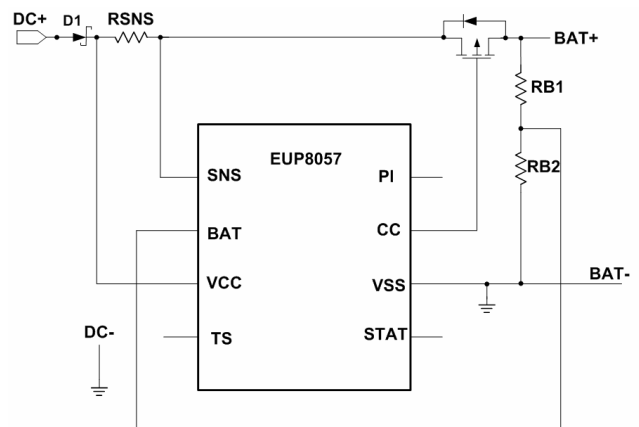 DC+
D1
RSNS
BAT+
RB1
RB2
EUP8057
SNS
PI
BAT
CC
VCC
VSS
BAT-
DC-
TS
STAT